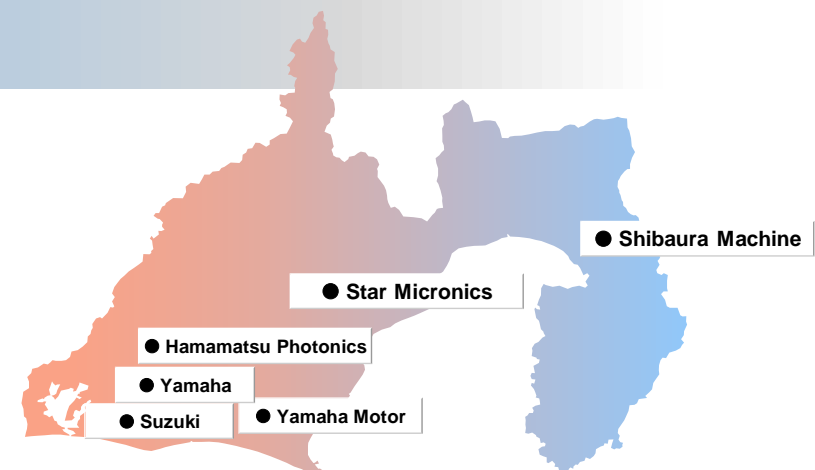 ● Shibaura Machine
● Star Micronics
● Hamamatsu Photonics
● Yamaha
● Suzuki
● Yamaha Motor